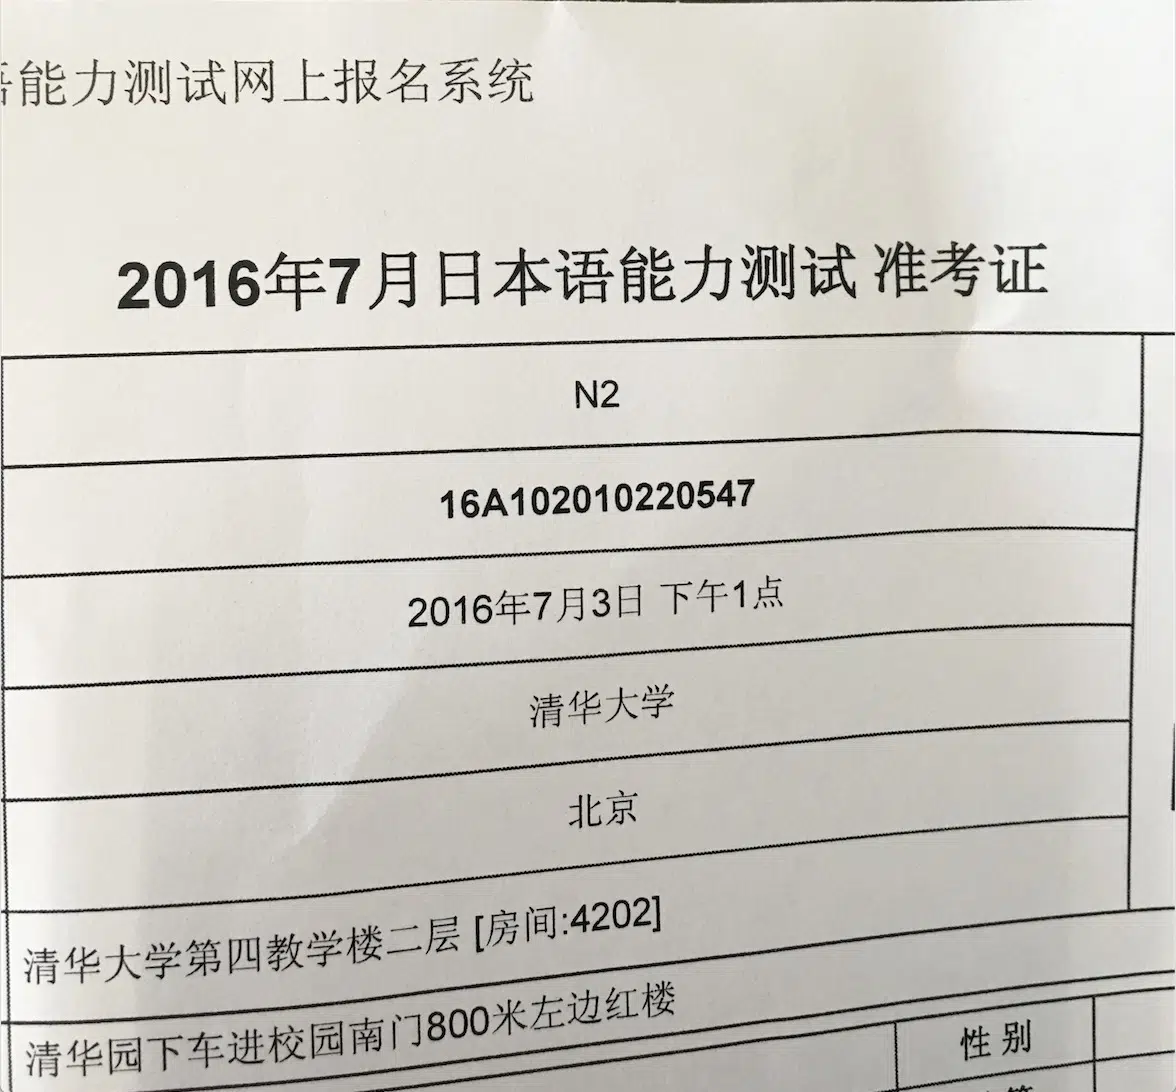 语能力测试网上报名系统
2016年7月日本语能力测试 准考证
N2
16A102010220547
2016年7月3日 下午1点
清华大学
北京
清华大学第四教学楼二层 [房间:4202]
清华园下车进校园南门800米左边红楼
性 别